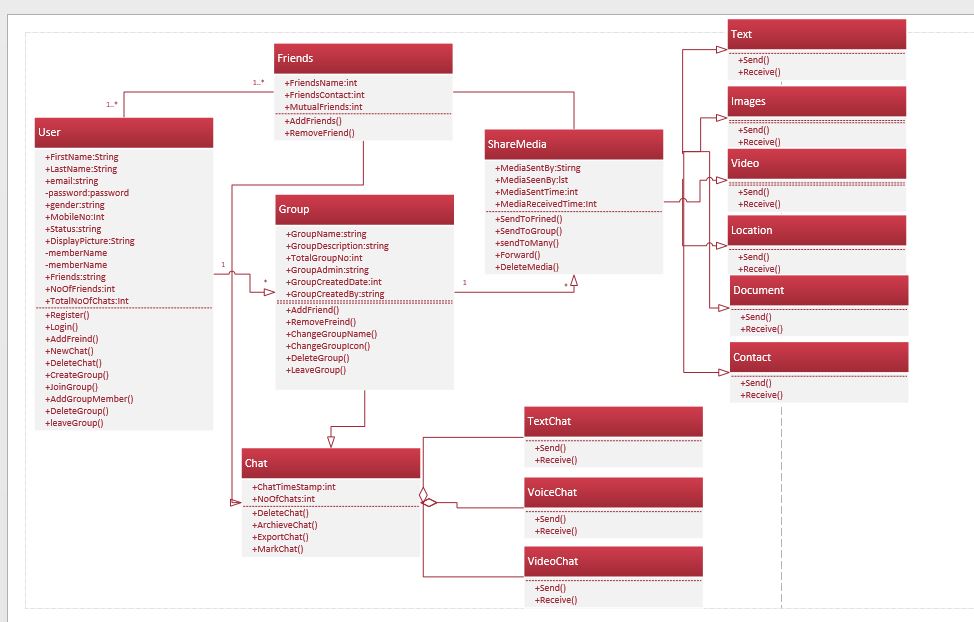 Friends
+FriendsName:int
+FriendsContact:int
+MutualFriends:int
+AddFriends()
+RemoveFriend()
1..*
1..*
User
+FirstName:String
+LastName:String
+email:string
-password:password
+gender:string
+MobileNo:Int
+Status:string
+DisplayPicture:String
-memberName
-memberName
+Friends:string
+NoOfFriends:int
+TotalNoOfChats:Int
+Register()
+Login()
+AddFreind()
+NewChat()
+DeleteChat()
+CreateGroup()
+JoinGroup()
+AddGroupMember()
+DeleteGroup()
+leaveGroup()
1
*
Group
+GroupName:string
+GroupDescription:string
+TotalGroupNo:int
+GroupAdmin:string
+GroupCreatedDate:int
+GroupCreatedBy:string
+AddFriend()
+RemoveFreind()
+ChangeGroupName()
+ChangeGroupIcon()
+DeleteGroup()
+LeaveGroup()
1
*
ShareMedia
+MediaSentBy:Stirng
+MediaSeenBy:Ist
+MediaSentTime:int
+MediaReceivedTime:Int
+SendToFrined()
+SendToGroup()
+sendToMany()
+Forward()
+DeleteMedia()
Text
+Send()
+Receive()
Images
+Send()
+Receive()
Video
+Send()
+Receive()
Location
+Send()
+Receive()
Document
+Send()
+Receive()
Contact
+Send()
+Receive()
Chat
+ChatTimeStamp:int
+NoOfChats:int
+DeleteChat()
+ArchieveChat()
+ExportChat()
+MarkChat()
TextChat
+Send()
+Receive()
VoiceChat
+Send()
+Receive()
VideoChat
+Send()
+Receive()